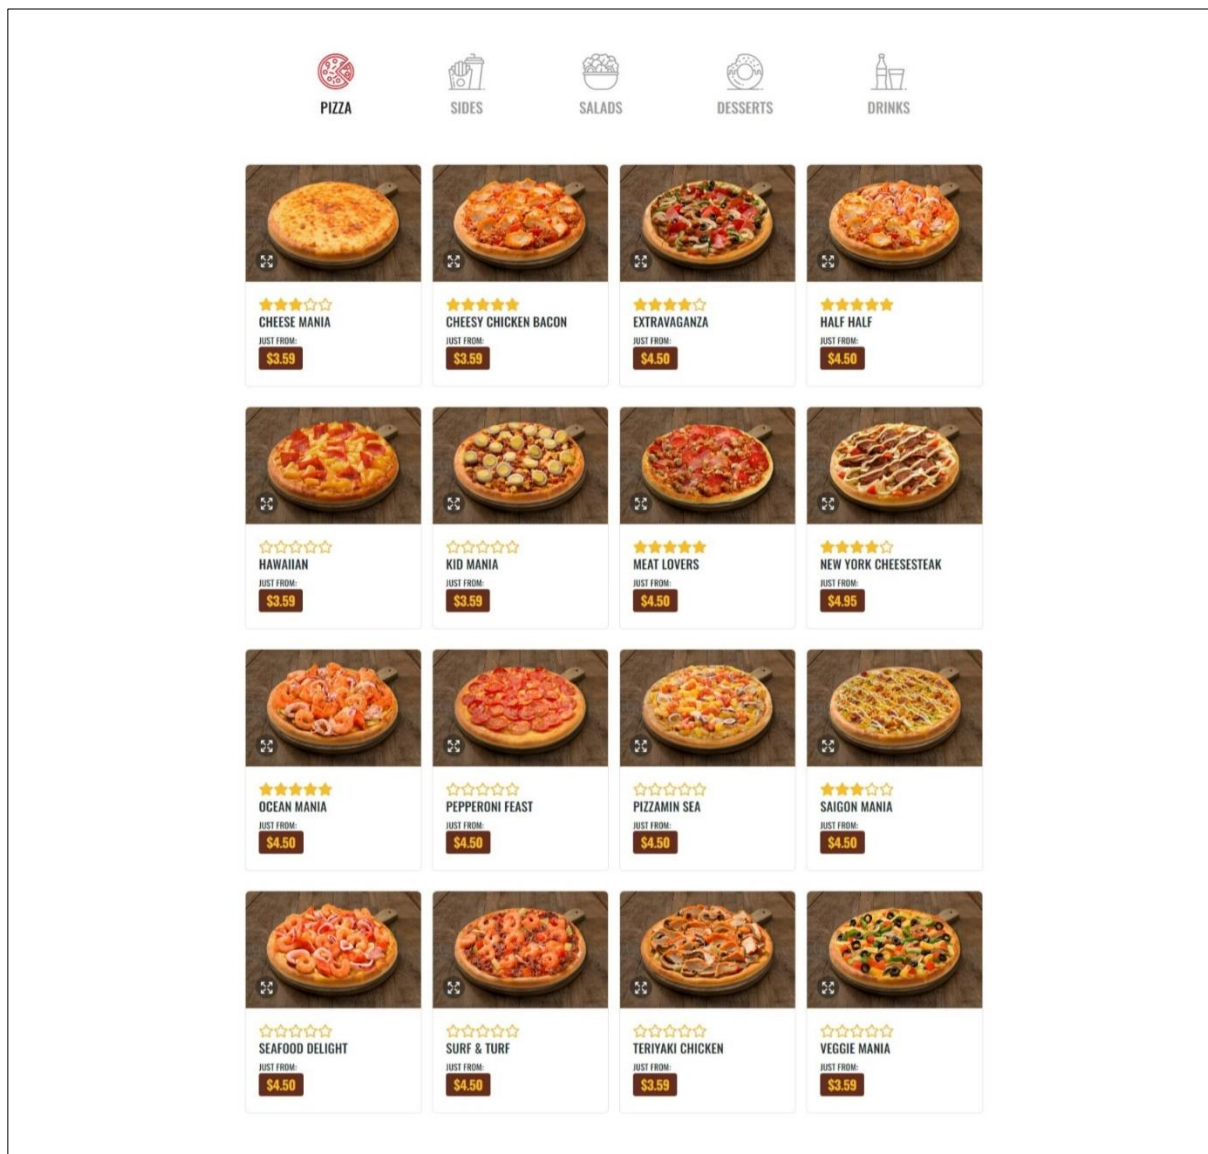 PIZZA SIDES SALADS DESSERTS DRINKS
CHEESE MANIA
JUST FROM:
$3.59
CHEESY CHICKEN BACON
JUST FROM:
$3.59
EXTRAVAGANZA
JUST FROM:
$4.50
HALF HALF
JUST FROM:
$4.50
HAWAIIAN
JUST FROM:
$3.59
KID MANIA
JUST FROM:
$3.59
MEAT LOVERS
JUST FROM:
$4.50
NEW YORK CHEESESTEAK
JUST FROM:
$4.95
OCEAN MANIA
JUST FROM:
$4.50
PEPPERONI FEAST
JUST FROM:
$4.50
PIZZAMIN SEA
JUST FROM:
$4.50
SAIGON MANIA
JUST FROM:
$4.50
SEAFOOD DELIGHT
JUST FROM:
$4.50
SURF & TURF
JUST FROM:
$4.50
TERIYAKI CHICKEN
JUST FROM:
$3.59
VEGGIE MANIA
JUST FROM:
$3.59